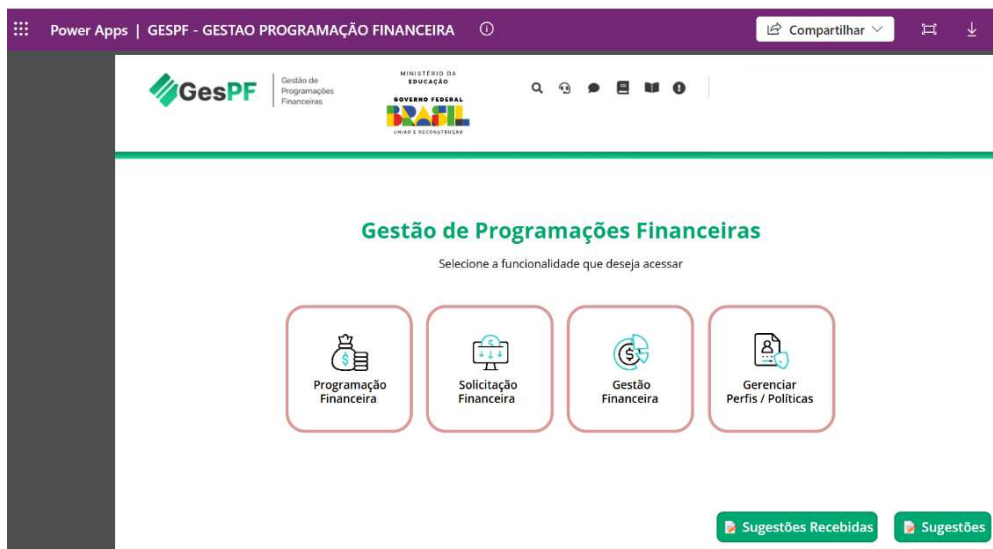 Power Apps | GESPF - GESTAO PROGRAMAÇÃO FINANCEIRA
Compartilhar
GesPF
Gestão de
Programações
Financeiras
MINISTÉRIO DA
EDUCAÇÃO
GOVERNO FEDERAL
BRASIL
UNIÃO E RECONSTRUÇÃO
Gestão de Programações Financeiras
Selecione a funcionalidade que deseja acessar
Programação
Financeira
Solicitação
Financeira
Gestão
Financeira
Gerenciar
Perfis / Políticas
Sugestões Recebidas
Sugestões